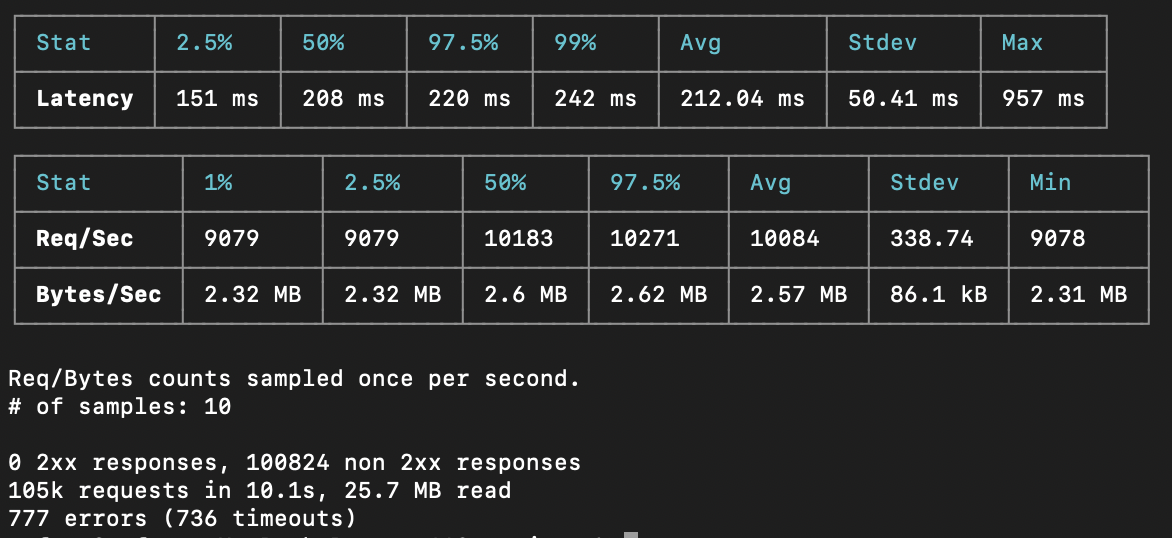 Stat 2.5% 50% 97.5% 99% Avg Stdev Max
Latency 151 ms 208 ms 220 ms 242 ms 212.04 ms 50.41 ms 957 ms
Stat 1% 2.5% 50% 97.5% Avg Stdev Min
Req/Sec 9079 9079 10183 10271 10084 338.74 9078
Bytes/Sec 2.32 MB 2.32 MB 2.6 MB 2.62 MB 2.57 MB 86.1 kB 2.31 MB
Req/Bytes counts sampled once per second.
# of samples: 10
0 2xx responses, 100824 non 2xx responses
105k requests in 10.1s, 25.7 MB read
777 errors (736 timeouts)